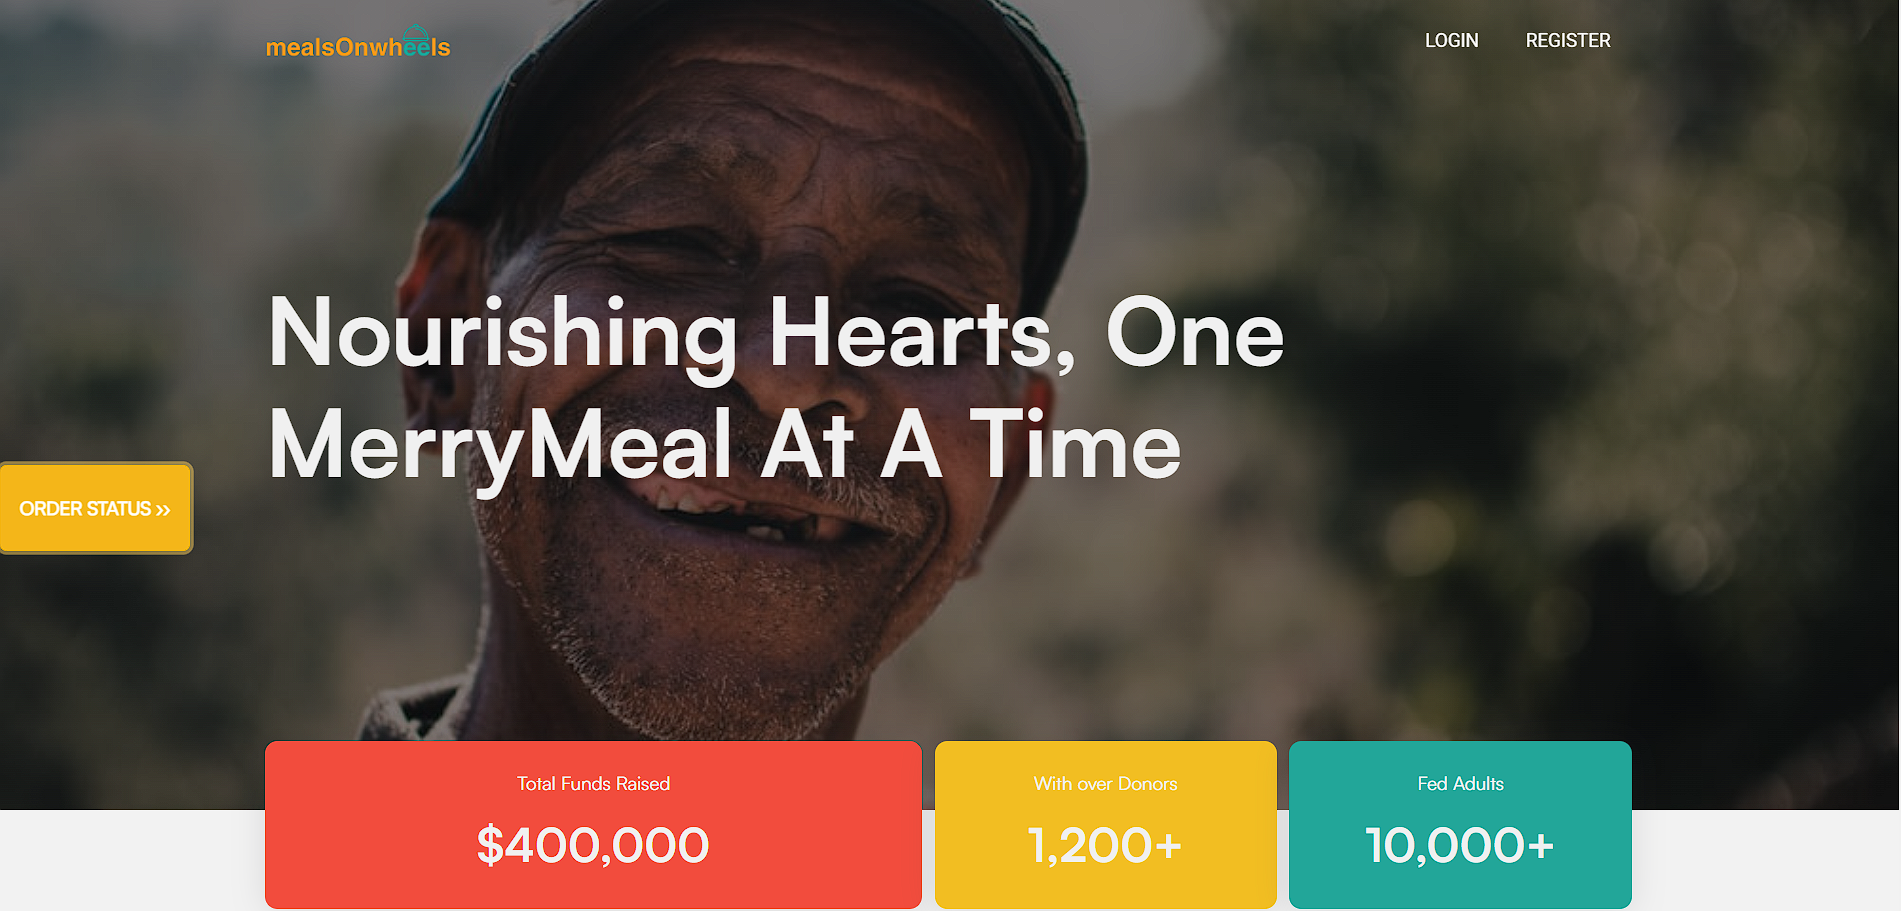 mealsOnwheels
LOGIN
REGISTER
Nourishing Hearts, One
MerryMeal At A Time
ORDER STATUS »
Total Funds Raised
$400,000
With over Donors
1,200+
Fed Adults
10,000+